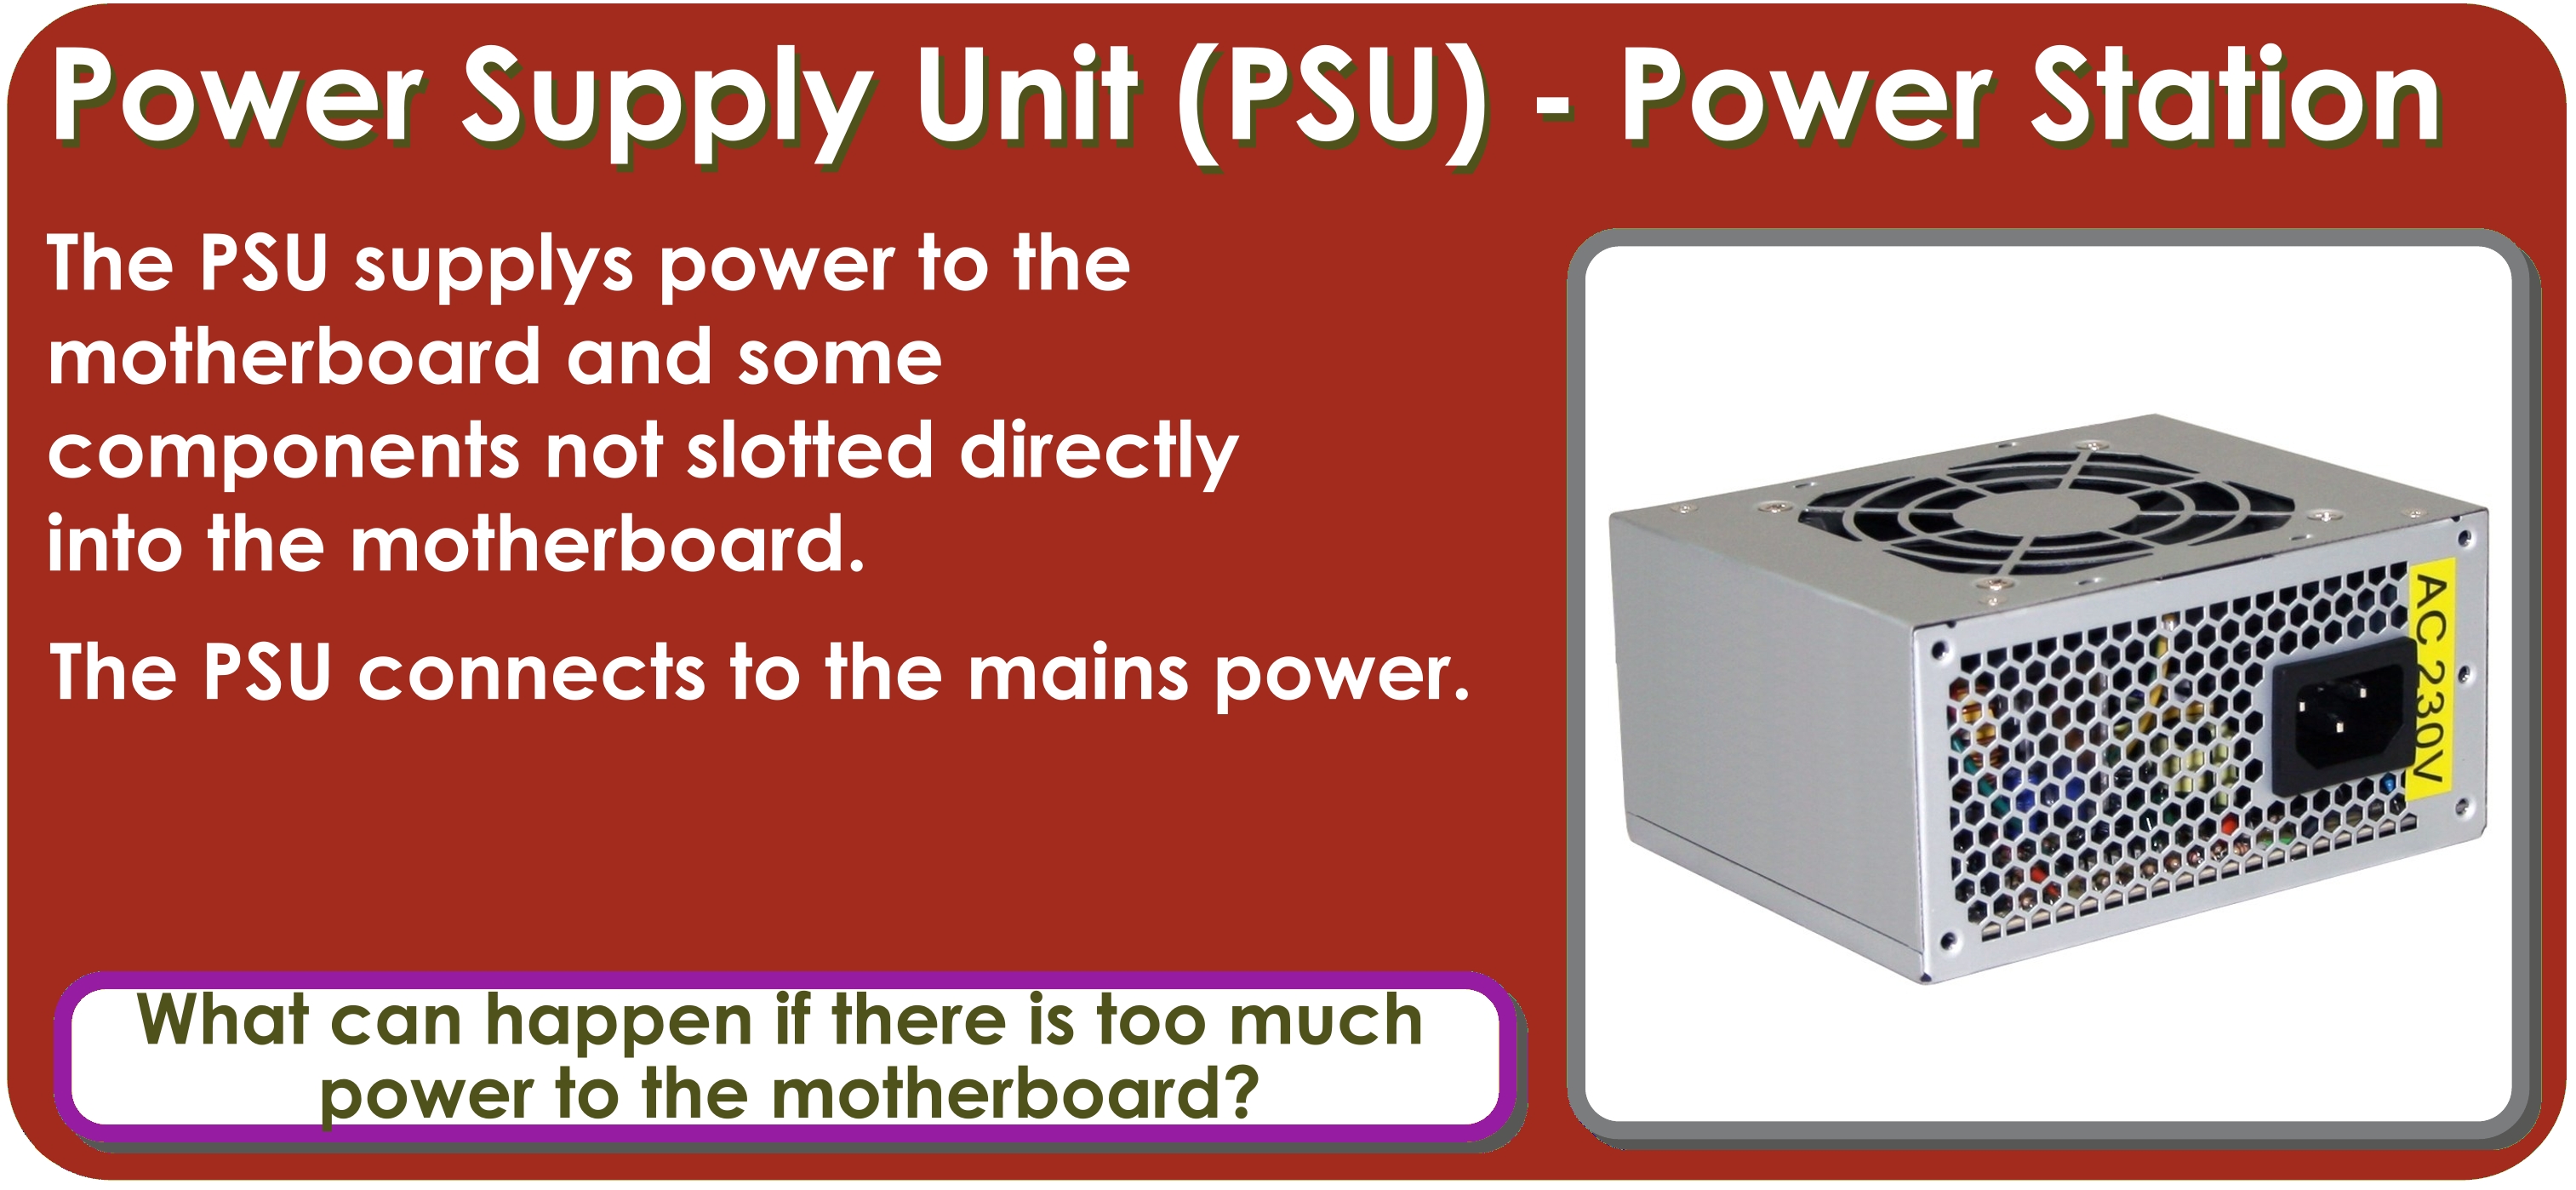 Power Supply Unit (PSU) - Power Station
The PSU supplys power to the
motherboard and some
components not slotted directly
into the motherboard.
The PSU connects to the mains power.
What can happen if there is too much
power to the motherboard?
AC 230V